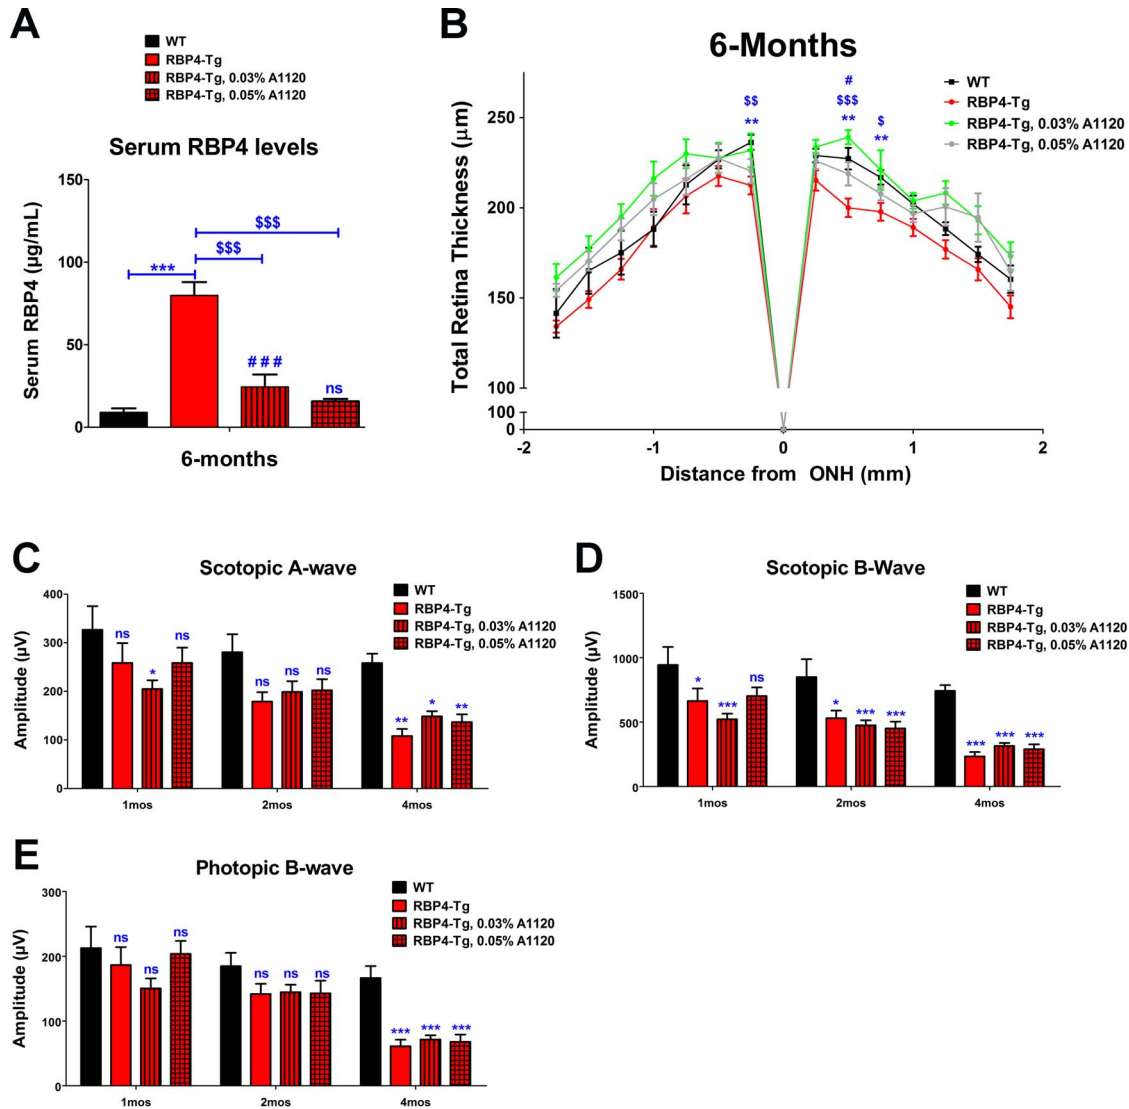 A
WT
RBP4-Tg
RBP4-Tg, 0.03% A1120
RBP4-Tg, 0.05% A1120
Serum RBP4 levels
Serum RBP4 (µg/mL)
150
100
50
0
$$$
$$$
***
###
ns
6-months
B
6-Months
WT
RBP4-Tg
RBP4-Tg, 0.03% A1120
RBP4-Tg, 0.05% A1120
Total Retina Thickness (µm)
250
200
150
100
100
0
$$
**
#
$$$
**
$
**
-2 -1 0 1 2
Distance from ONH (mm)
C
Scotopic A-wave
WT
RBP4-Tg
RBP4-Tg, 0.03% A1120
RBP4-Tg, 0.05% A1120
Amplitude (µV)
400
300
200
100
0
ns * ns
ns ns ns
** * **
1mos 2mos 4mos
D
Scotopic B-Wave
WT
RBP4-Tg
RBP4-Tg, 0.03% A1120
RBP4-Tg, 0.05% A1120
Amplitude (µV)
1500
1000
500
0
* *** ns
* *** ***
*** *** ***
1mos 2mos 4mos
E
Photopic B-wave
WT
RBP4-Tg
RBP4-Tg, 0.03% A1120
RBP4-Tg, 0.05% A1120
Amplitude (µV)
300
200
100
0
ns ns ns
ns ns ns
*** *** ***
1mos 2mos 4mos